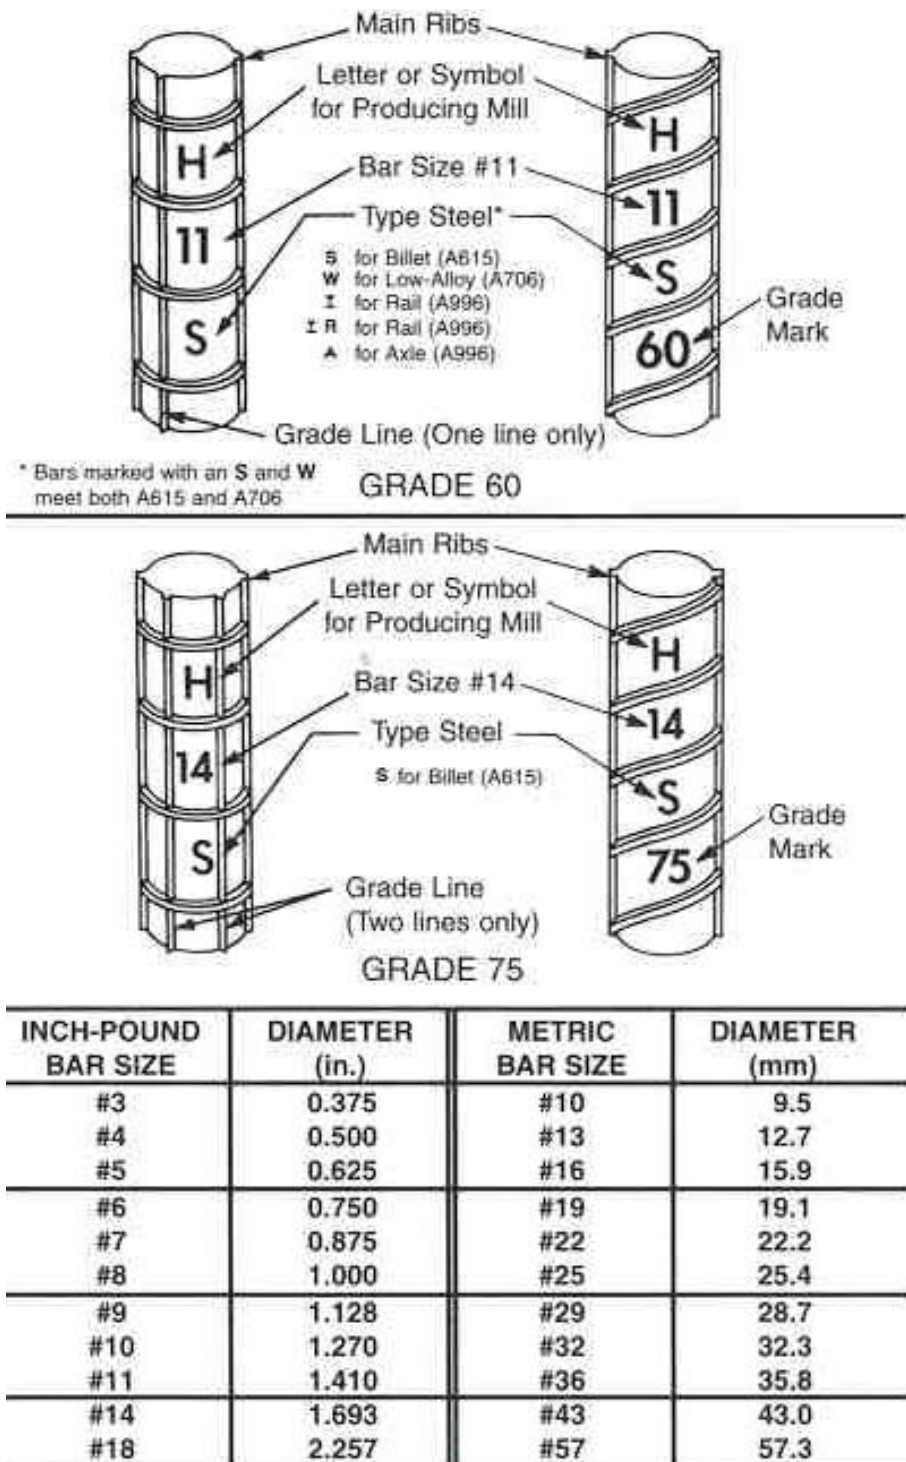 Main Ribs
Letter or Symbol
for Producing Mill
H
H
Bar Size #11
11
11
Type Steel*
S for Billet (A615)
W for Low-Alloy (A706)
I for Rail (A996)
I R for Rail (A996)
A for Axle (A996)
S
S
60
Grade
Mark
Grade Line (One line only)
* Bars marked with an S and W
meet both A615 and A706
GRADE 60
Main Ribs
Letter or Symbol
for Producing Mill
H
H
Bar Size #14
14
14
Type Steel
S for Billet (A615)
S
S
75
Grade
Mark
Grade Line
(Two lines only)
GRADE 75
INCH-POUND BAR SIZE DIAMETER (in.) METRIC BAR SIZE DIAMETER (mm)
#3 0.375 #10 9.5
#4 0.500 #13 12.7
#5 0.625 #16 15.9
#6 0.750 #19 19.1
#7 0.875 #22 22.2
#8 1.000 #25 25.4
#9 1.128 #29 28.7
#10 1.270 #32 32.3
#11 1.410 #36 35.8
#14 1.693 #43 43.0
#18 2.257 #57 57.3